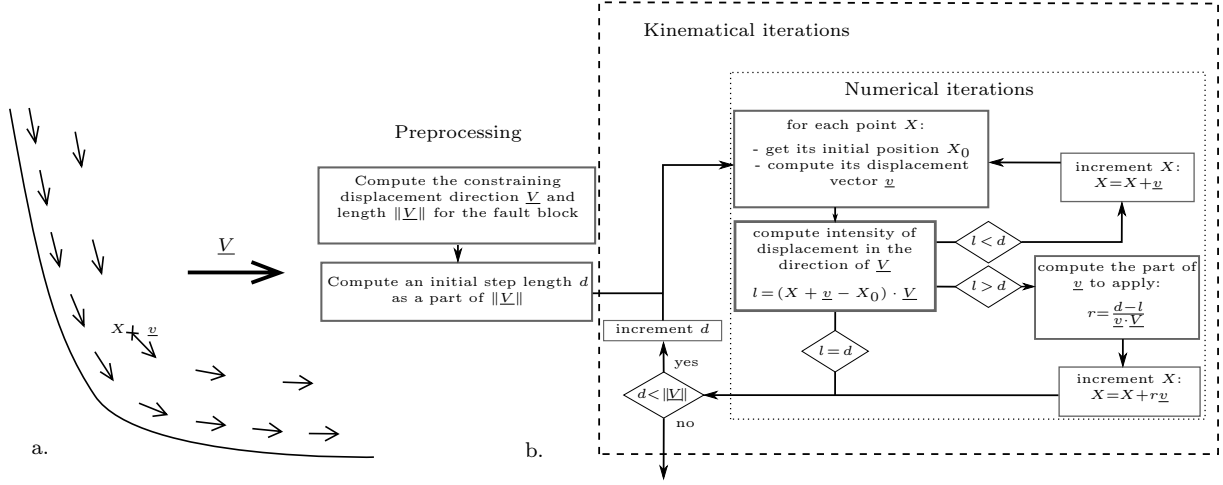 Kinematical iterations
Numerical iterations
Preprocessing
for each point X:
- get its initial position X₀
- compute its displacement
vector v̲
increment X:
X=X+v̲
Compute the constraining
displacement direction V̲ and
length ‖V̲‖ for the fault block
compute intensity of
displacement in the
direction of V̲
l=(X + v̲ − X₀) · V̲
l<d
l>d
compute the part of
v̲ to apply:
r=\frac{d−l}{v̲·V̲}
Compute an initial step length d
as a part of ‖V̲‖
V̲
X
v̲
increment d
l=d
yes
d<‖V̲‖
no
increment X:
X=X+rv̲
a.
b.